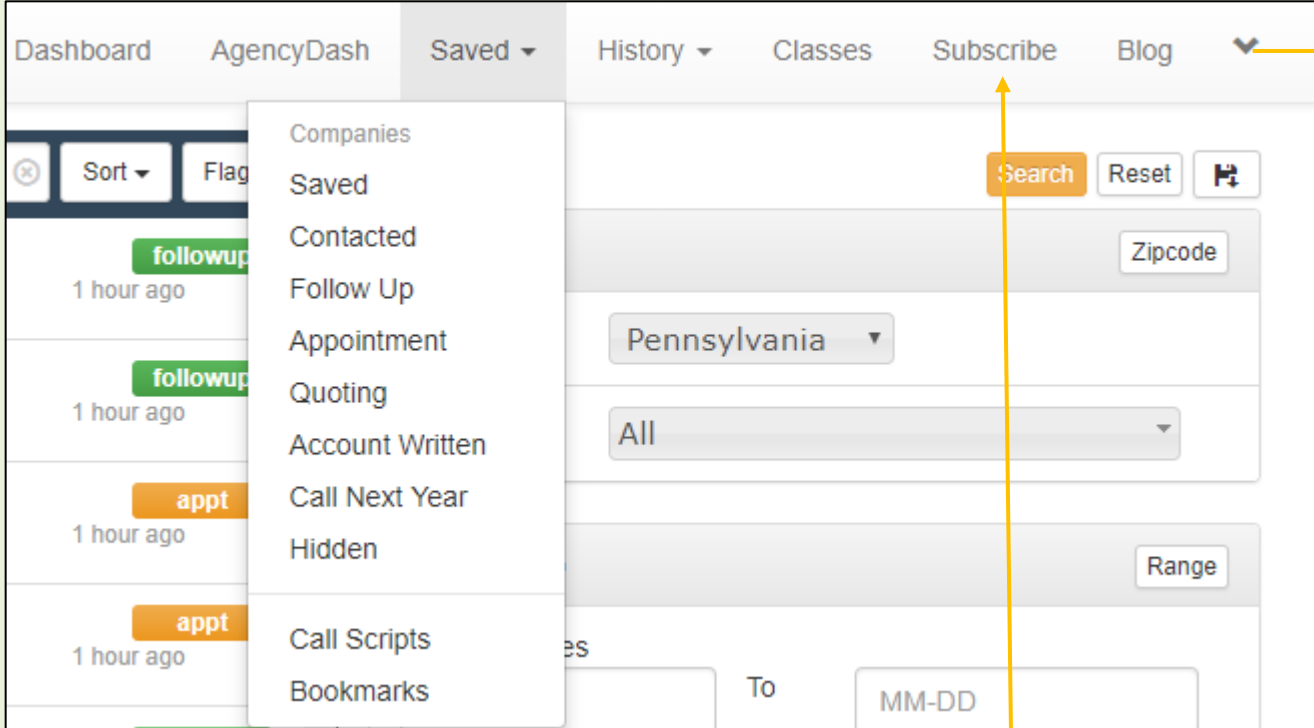 Dashboard AgencyDash Saved History Classes Subscribe Blog
Companies
Saved
Contacted
Follow Up
Appointment
Quoting
Account Written
Call Next Year
Hidden
Call Scripts
Bookmarks
Sort Flag
followup
1 hour ago
followup
1 hour ago
appt
1 hour ago
appt
1 hour ago
Search Reset
Zipcode
Pennsylvania
All
Range
es
To MM-DD